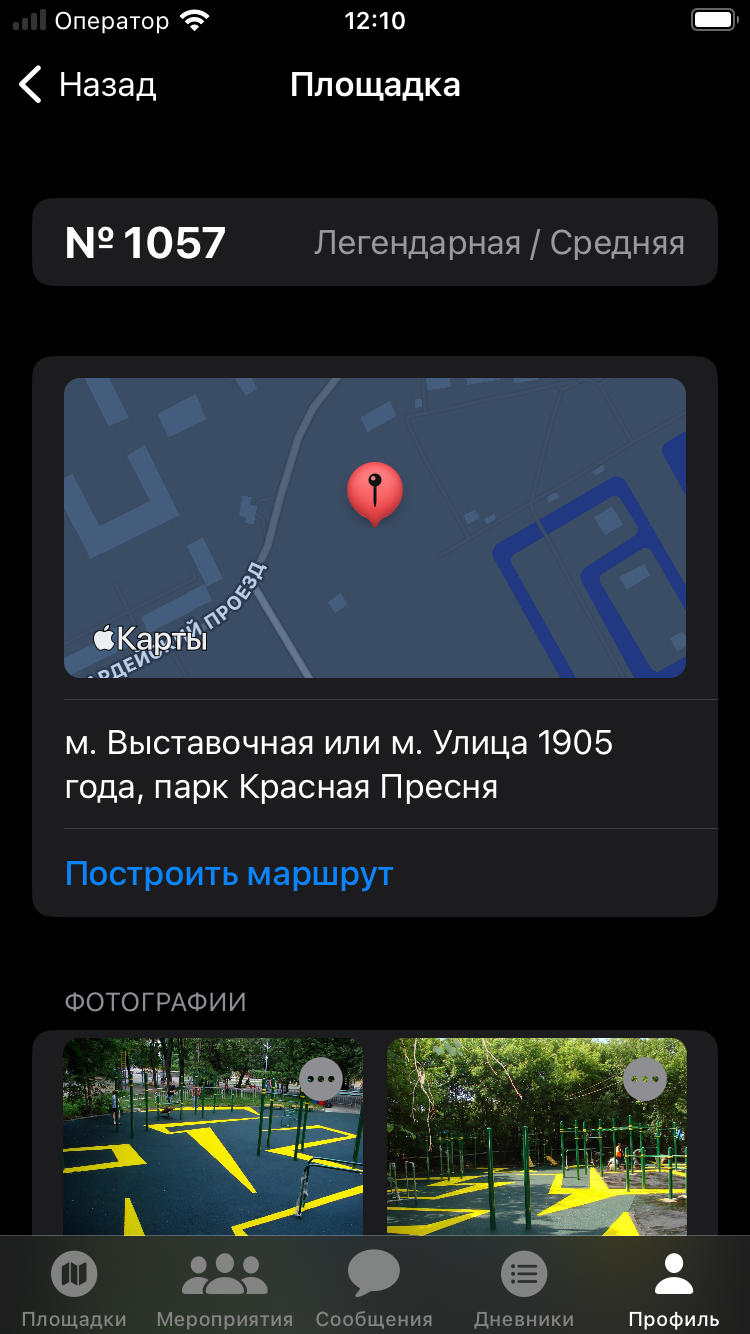 Оператор 12:10
Назад Площадка
№ 1057 Легендарная / Средняя
ПРОЕЗД
Карты
м. Выставочная или м. Улица 1905
года, парк Красная Пресня
Построить маршрут
ФОТОГРАФИИ
Площадки Мероприятия Сообщения Дневники Профиль